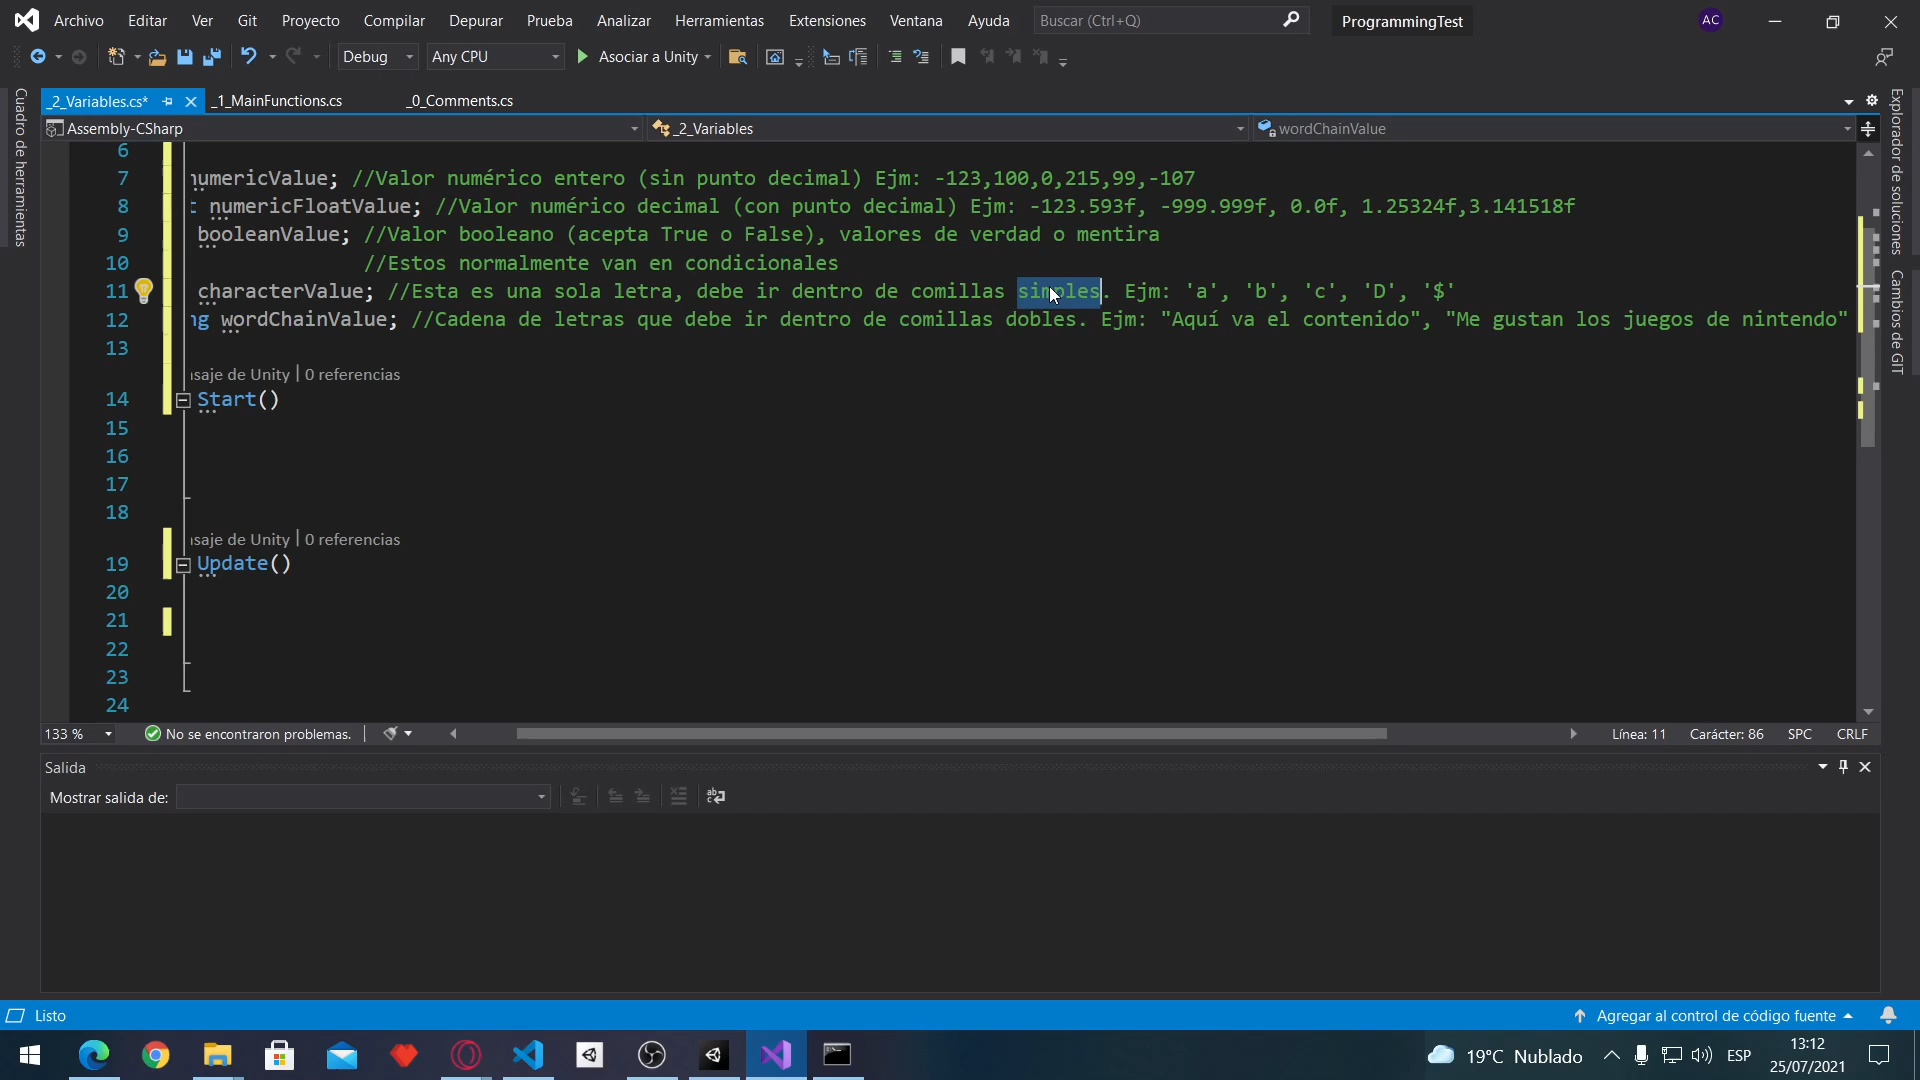 Archivo Editar Ver Git Proyecto Compilar Depurar Prueba Analizar Herramientas Extensiones Ventana Ayuda Buscar (Ctrl+Q) ProgrammingTest AC
Debug Any CPU Asociar a Unity
_2_Variables.cs* _1_MainFunctions.cs _0_Comments.cs
Assembly-CSharp _2_Variables wordChainValue
Cuadro de herramientas
Explorador de soluciones
Cambios de GIT
6
7 numericValue; //Valor numérico entero (sin punto decimal) Ejm: -123,100,0,215,99,-107
8 t numericFloatValue; //Valor numérico decimal (con punto decimal) Ejm: -123.593f, -999.999f, 0.0f, 1.25324f,3.141518f
9 booleanValue; //Valor booleano (acepta True o False), valores de verdad o mentira
10 //Estos normalmente van en condicionales
11 characterValue; //Esta es una sola letra, debe ir dentro de comillas simples. Ejm: 'a', 'b', 'c', 'D', '$'
12 ng wordChainValue; //Cadena de letras que debe ir dentro de comillas dobles. Ejm: "Aquí va el contenido", "Me gustan los juegos de nintendo"
13
nsaje de Unity | 0 referencias
14 Start()
15
16
17
18
nsaje de Unity | 0 referencias
19 Update()
20
21
22
23
24
133 % No se encontraron problemas. Línea: 11 Carácter: 86 SPC CRLF
Salida
Mostrar salida de:
Listo Agregar al control de código fuente
19°C Nublado ESP 13:12
25/07/2021